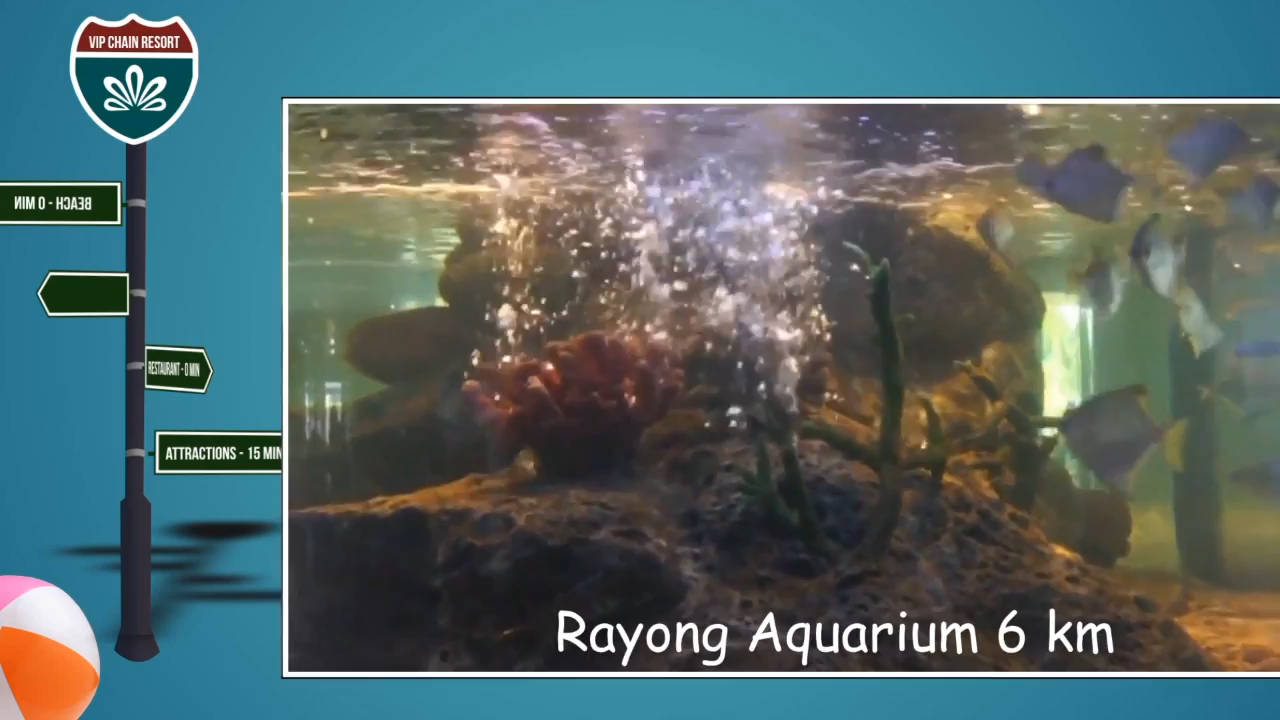 VIP CHAIN RESORT
BEACH - 0 MIN
RESTAURANT - 0 MIN
ATTRACTIONS - 15 MIN
Rayong Aquarium 6 km